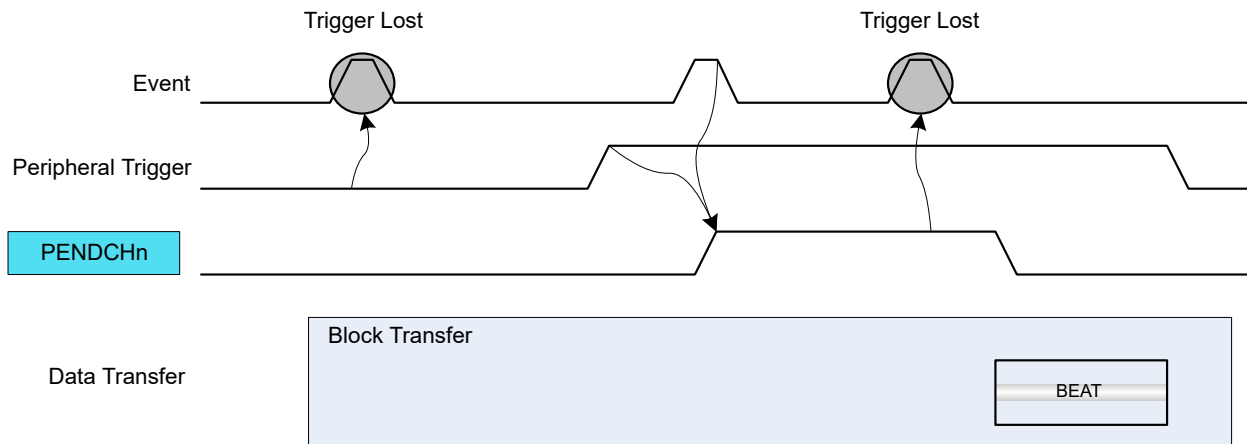 Trigger Lost
Trigger Lost
Event
Peripheral Trigger
PENDCHn
Block Transfer
Data Transfer
BEAT